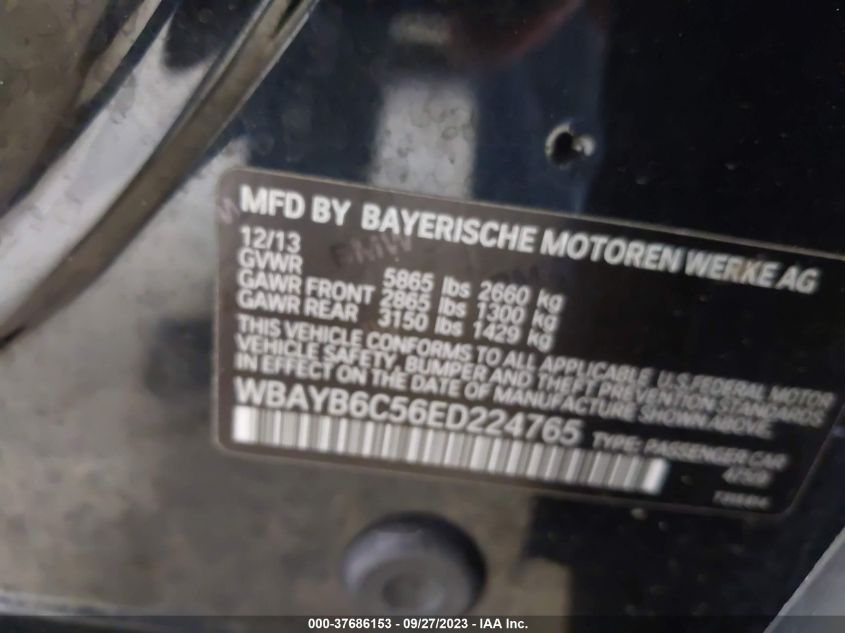 MFD BY BAYERISCHE MOTOREN WERKE AG
12/13
GVWR 5865 lbs 2660 kg
GAWR FRONT 2865 lbs 1300 kg
GAWR REAR 3150 lbs 1429 kg
THIS VEHICLE CONFORMS TO ALL APPLICABLE U.S. FEDERAL MOTOR
VEHICLE SAFETY, BUMPER AND THEFT PREVENTION STANDARDS
IN EFFECT ON THE DATE OF MANUFACTURE SHOWN ABOVE.
WBAYB6C56ED224765 TYPE: PASSENGER CAR
000-37686153 - 09/27/2023 - IAA Inc.